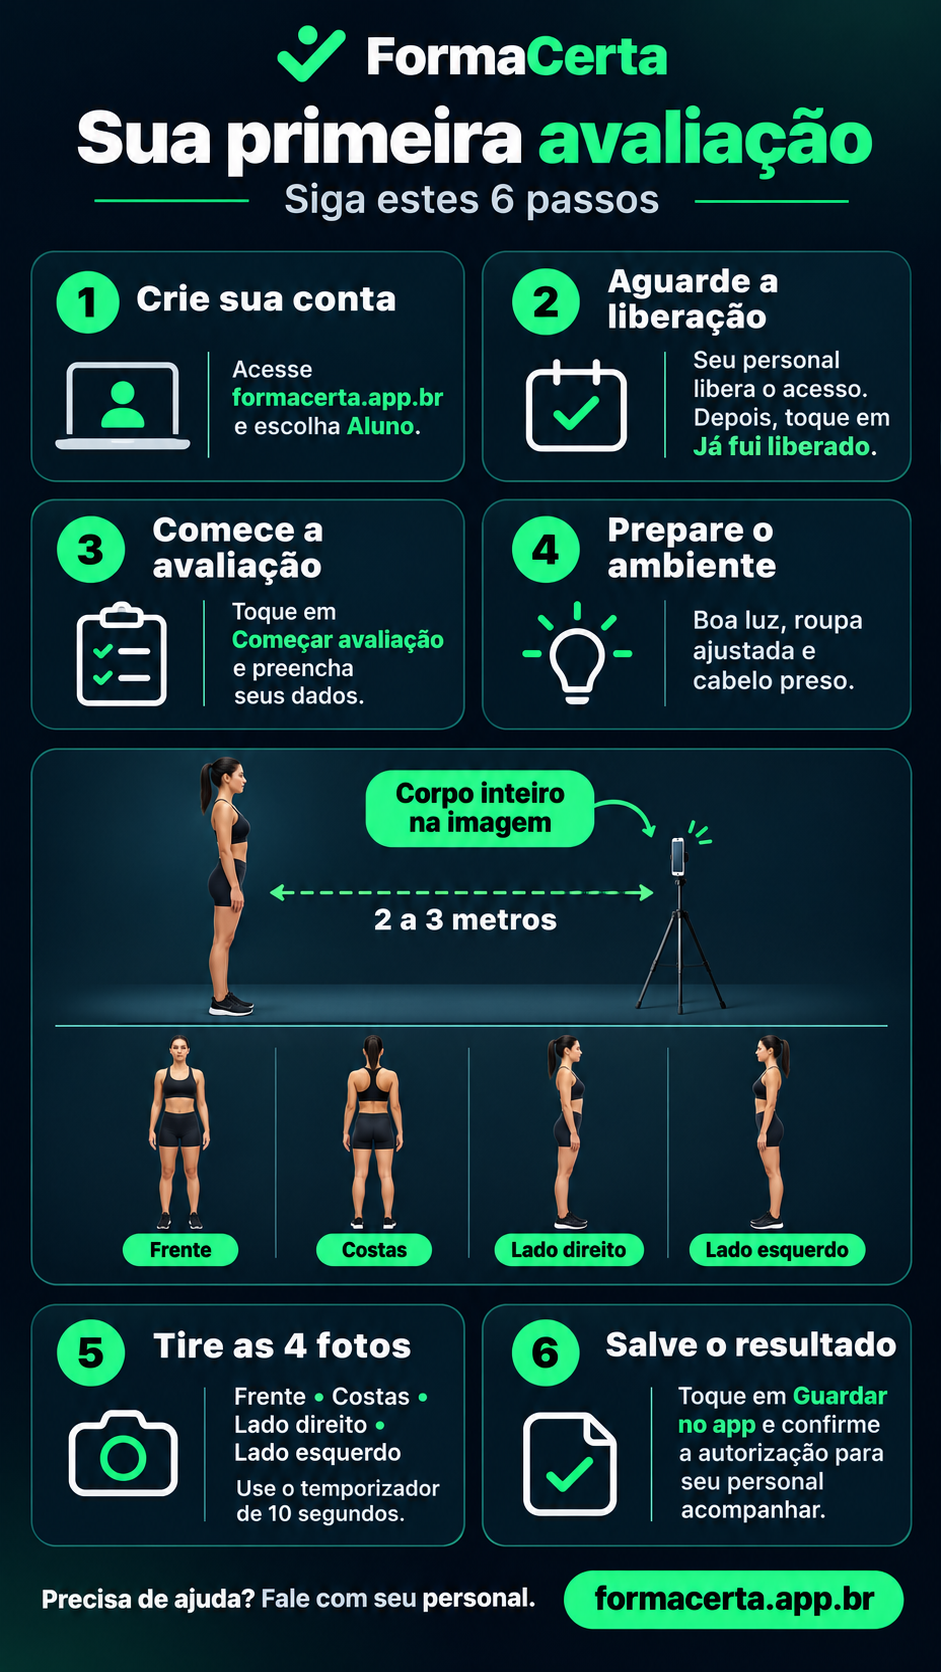 FormaCerta
Sua primeira avaliação
Siga estes 6 passos
1
Crie sua conta
Acesse
formacerta.app.br
e escolha Aluno.
2
Aguarde a
liberação
Seu personal
libera o acesso.
Depois, toque em
Já fui liberado.
3
Comece a
avaliação
Toque em
Começar avaliação
e preencha
seus dados.
4
Prepare o
ambiente
Boa luz, roupa
ajustada e
cabelo preso.
Corpo inteiro
na imagem
2 a 3 metros
Frente
Costas
Lado direito
Lado esquerdo
5
Tire as 4 fotos
Frente • Costas •
Lado direito •
Lado esquerdo
Use o temporizador
de 10 segundos.
6
Salve o resultado
Toque em Guardar
no app e confirme
a autorização para
seu personal
acompanhar.
Precisa de ajuda? Fale com seu personal.
formacerta.app.br